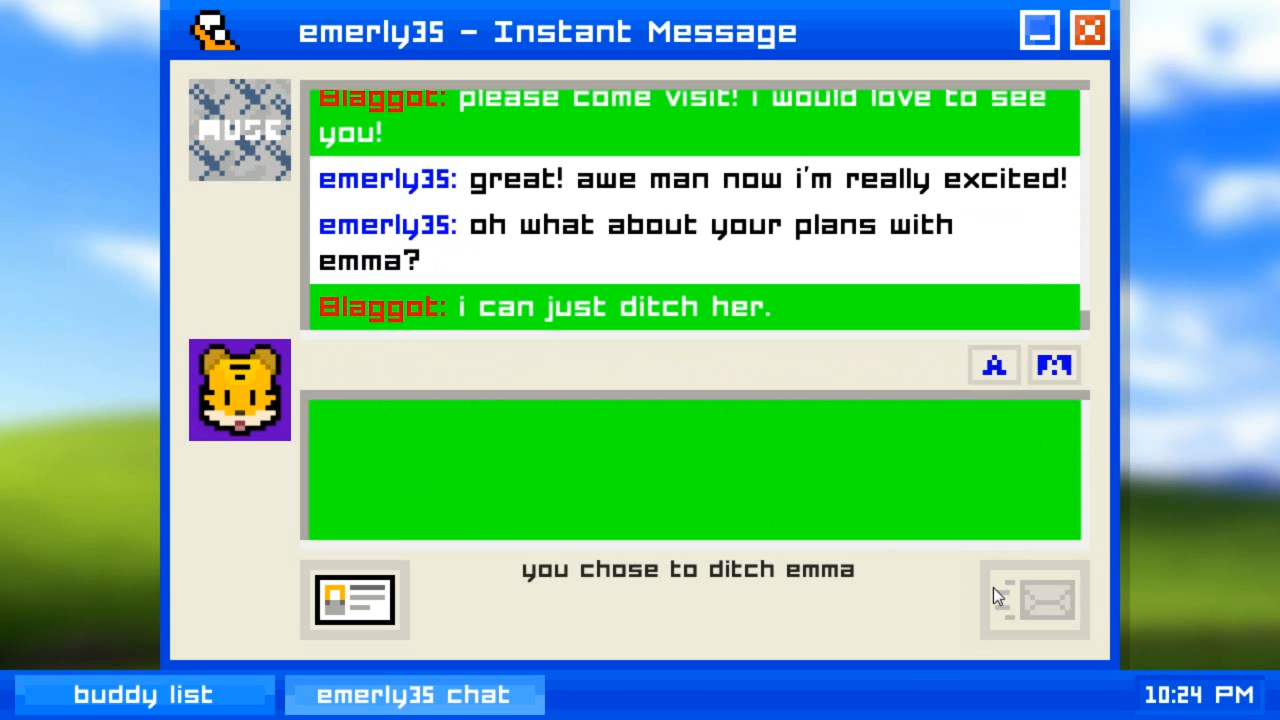 emerly35 - Instant Message
MUSE
Blaggot: please come visit! i would love to see
you!
emerly35: great! awe man now i'm really excited!
emerly35: oh what about your plans with
emma?
Blaggot: i can just ditch her.
A
you chose to ditch emma
buddy list
emerly35 chat
10:24 PM